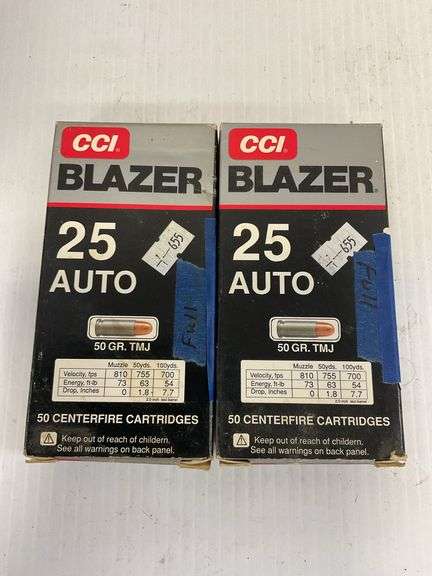 CCI
BLAZER
25
AUTO
7-655
Full
50 GR. TMJ
Muzzle 50yds. 100yds.
Velocity, fps 810 755 700
Energy, ft-lb 73 63 54
Drop, inches 0 1.8 7.7
50 CENTERFIRE CARTRIDGES
Keep out of reach of childern.
See all warnings on back panel.
CCI
BLAZER
25
AUTO
7-655
Full
50 GR. TMJ
Muzzle 50yds. 100yds.
Velocity, fps 810 755 700
Energy, ft-lb 73 63 54
Drop, inches 0 1.8 7.7
50 CENTERFIRE CARTRIDGES
Keep out of reach of childern.
See all warnings on back panel.